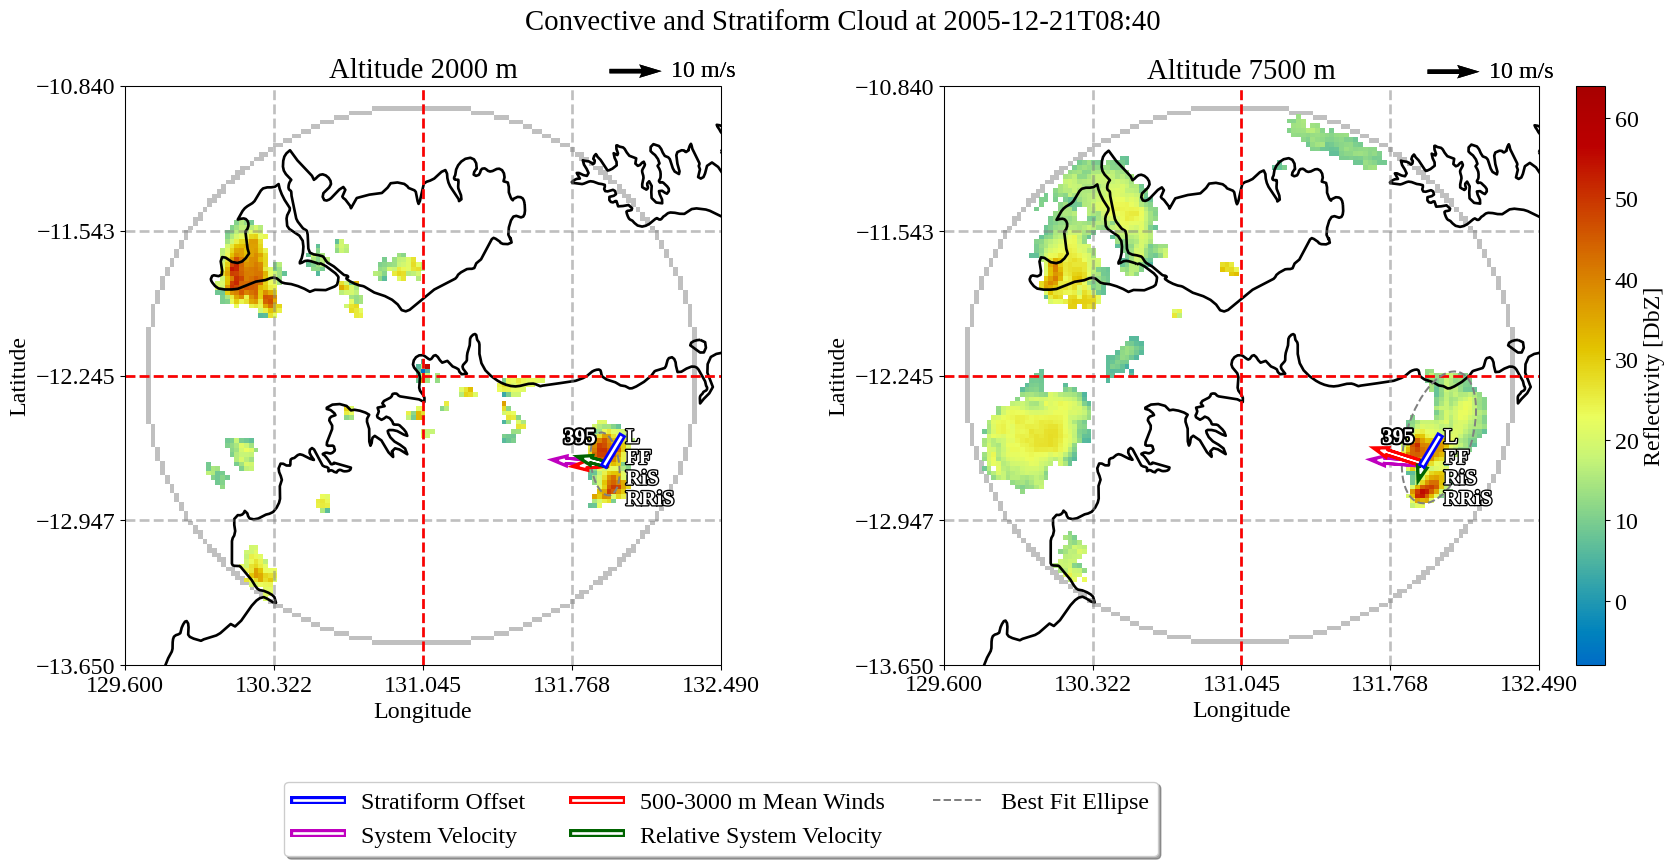 Convective and Stratiform Cloud at 2005-12-21T08:40
Altitude 2000 m
10 m/s
−10.840
−11.543
−12.245
−12.947
−13.650
Latitude
395
L
FF
RiS
RRiS
129.600
130.322
131.045
131.768
132.490
Longitude
Altitude 7500 m
10 m/s
−10.840
−11.543
−12.245
−12.947
−13.650
Latitude
395
L
FF
RiS
RRiS
129.600
130.322
131.045
131.768
132.490
Longitude
60
50
40
30
20
10
0
Reflectivity [DbZ]
Stratiform Offset
System Velocity
500-3000 m Mean Winds
Relative System Velocity
Best Fit Ellipse